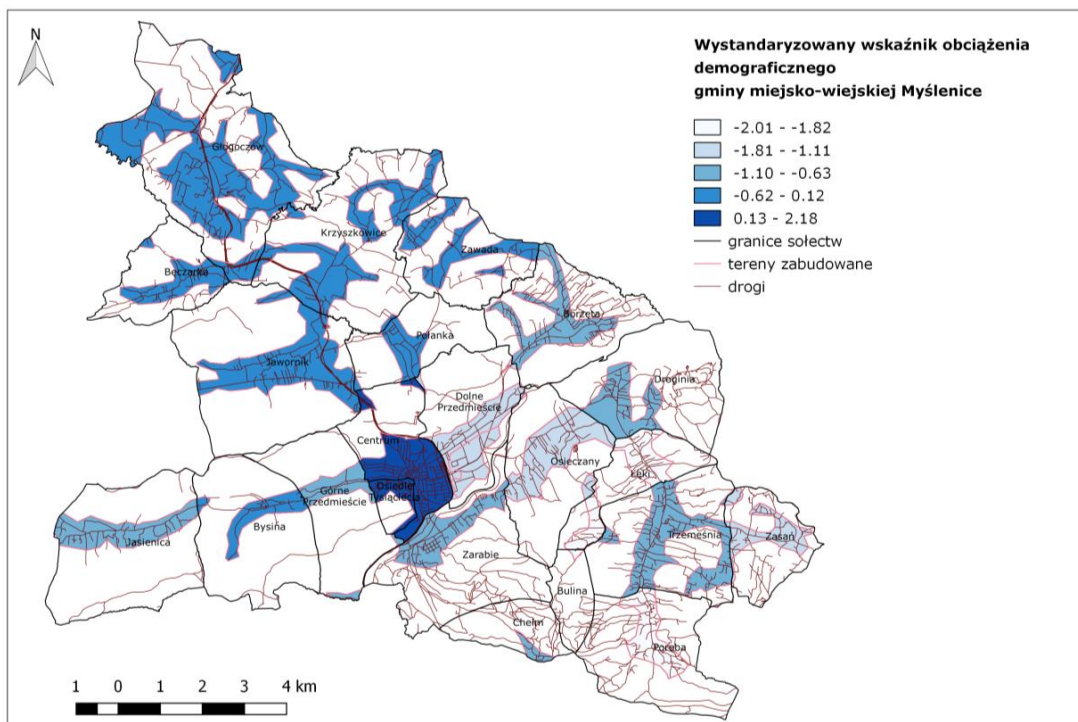 N
Wystandaryzowany wskaźnik obciążenia
demograficznego
gminy miejsko-wiejskiej Myślenice
-2.01 - -1.82
-1.81 - -1.11
-1.10 - -0.63
-0.62 - 0.12
0.13 - 2.18
granice sołectw
tereny zabudowane
drogi
Głogoczów
Krzyszkowice
Zawada
Bęczarka
Borzęta
Polanka
Jawornik
Droginia
Dolne
Przedmieście
Centrum
Osieczany
Łęki
Osiedle
Tysiąclecia
Górne
Przedmieście
Bysina
Jasienica
Trzemeśnia
Zasań
Zarabie
Bulina
Chełm
Poręba
1 0 1 2 3 4 km